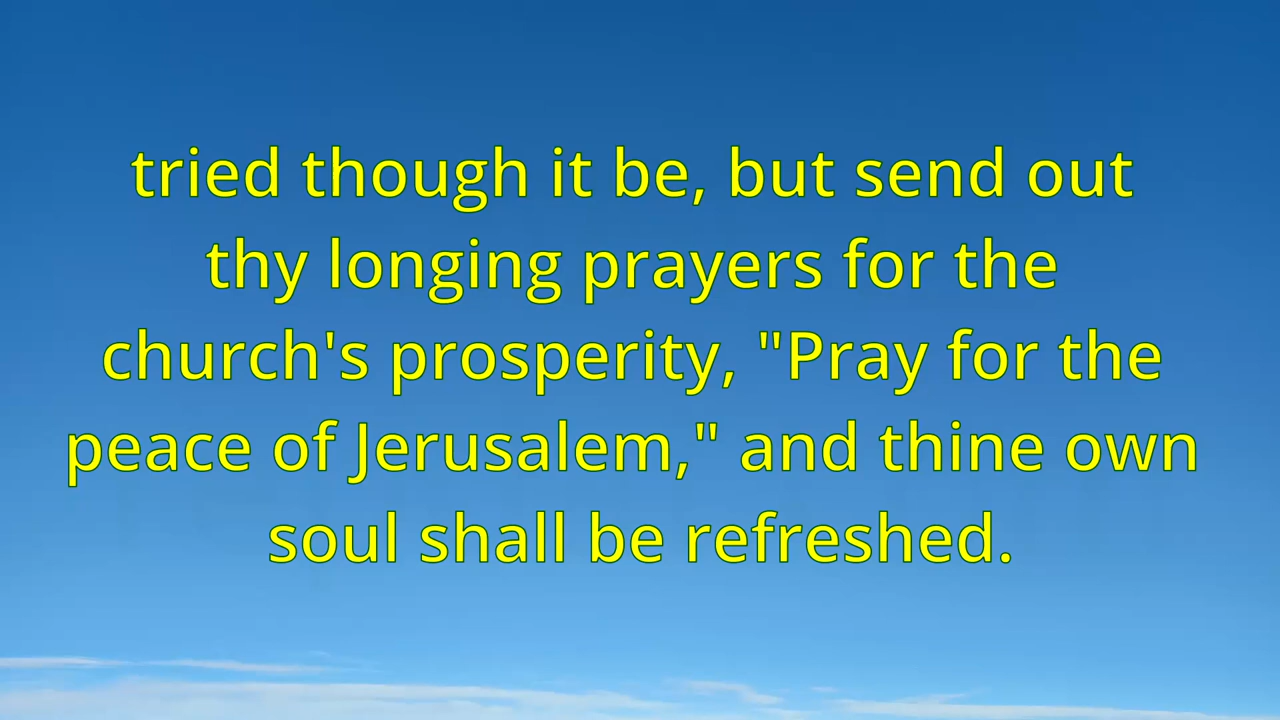 tried though it be, but send out
thy longing prayers for the
church's prosperity, "Pray for the
peace of Jerusalem," and thine own
soul shall be refreshed.